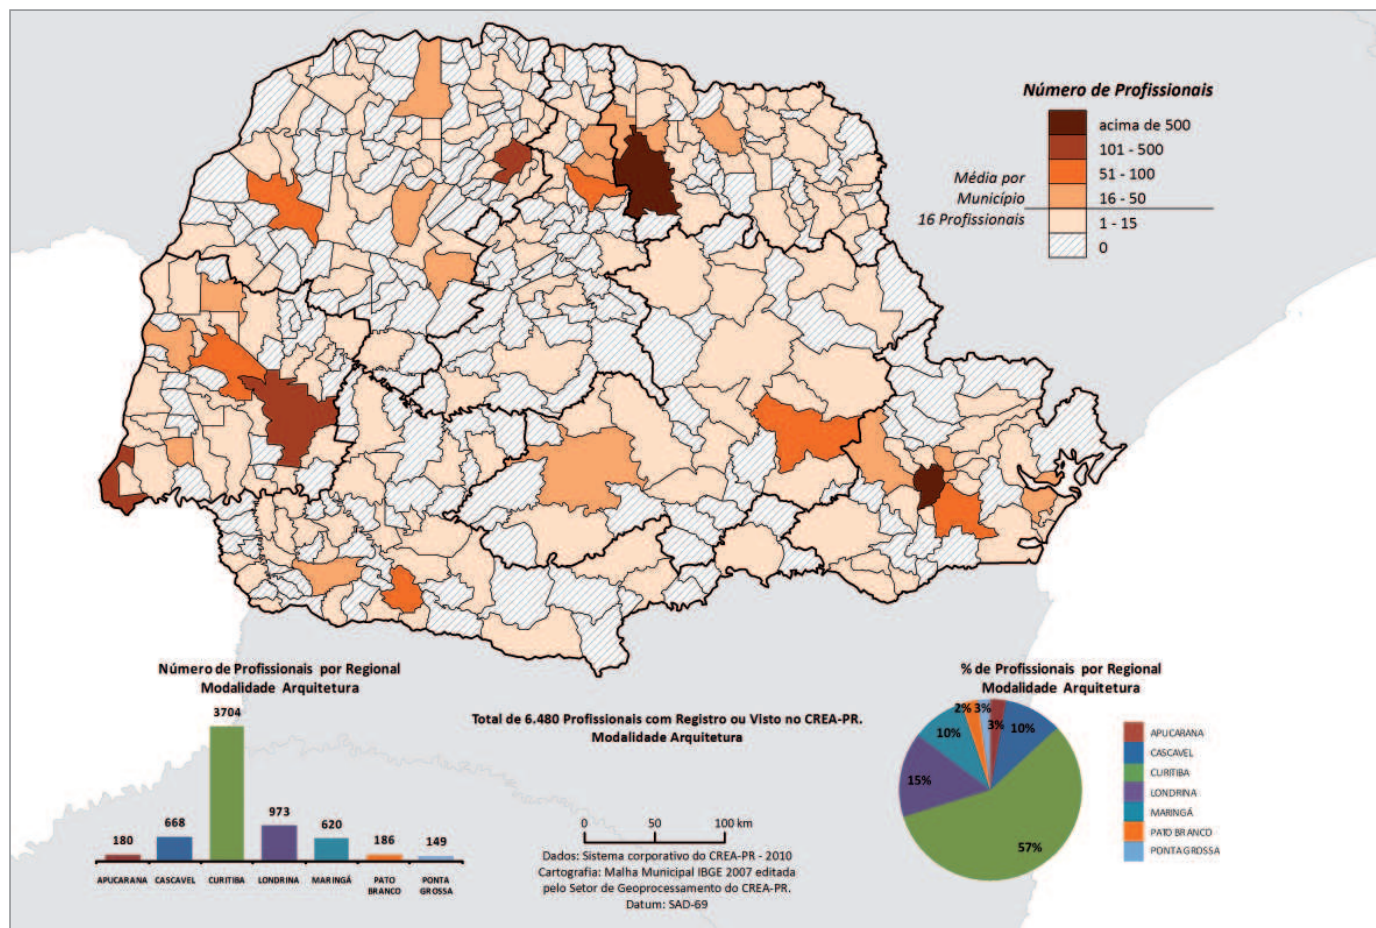 Número de Profissionais
acima de 500
101 - 500
51 - 100
16 - 50
1 - 15
0
Média por
Município
16 Profissionais
Número de Profissionais por Regional
Modalidade Arquitetura
3704
973
668
620
180
186
149
APUCARANA
CASCAVEL
CURITIBA
LONDRINA
MARINGÁ
PATO
BRANCO
PONTA
GROSSA
Total de 6.480 Profissionais com Registro ou Visto no CREA-PR.
Modalidade Arquitetura
0 50 100 km
Dados: Sistema corporativo do CREA-PR - 2010
Cartografia: Malha Municipal IBGE 2007 editada
pelo Setor de Geoprocessamento do CREA-PR.
Datum: SAD-69
% de Profissionais por Regional
Modalidade Arquitetura
2% 3%
3%
10%
10%
15%
57%
APUCARANA
CASCAVEL
CURITIBA
LONDRINA
MARINGÁ
PATO BRANCO
PONTA GROSSA